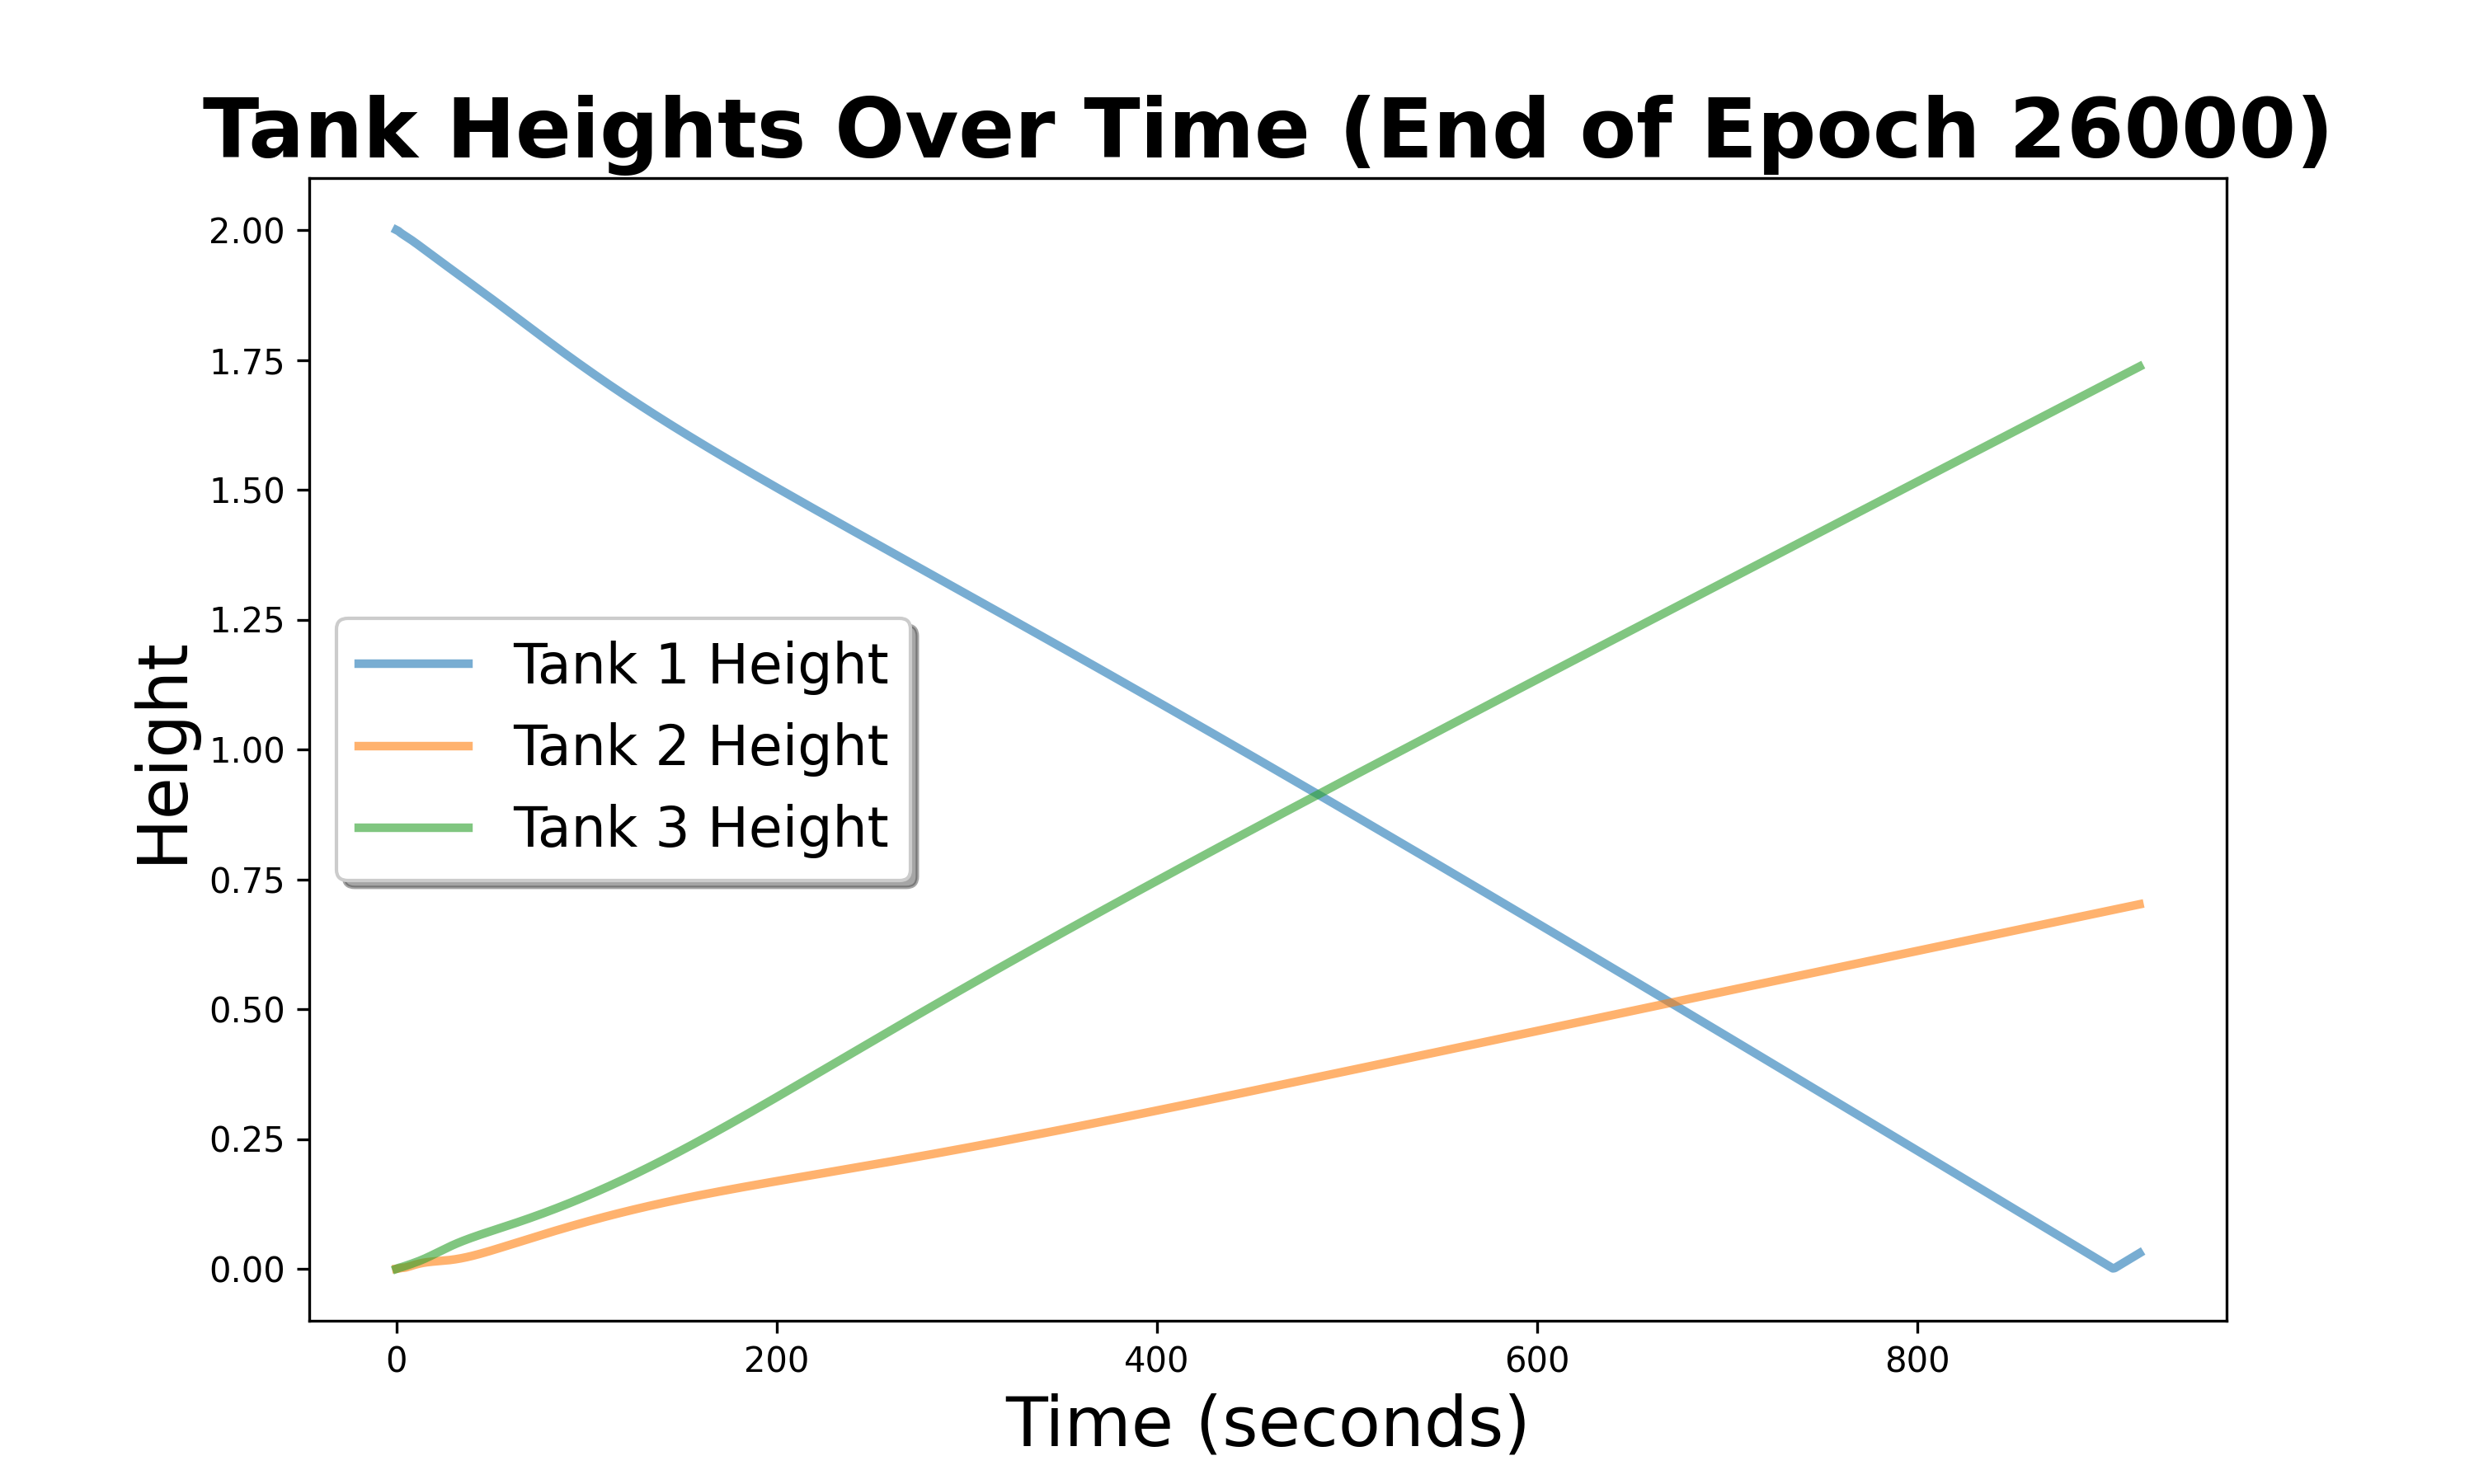 Tank Heights Over Time (End of Epoch 26000)
Height
2.00
1.75
1.50
1.25
1.00
0.75
0.50
0.25
0.00
Tank 1 Height
Tank 2 Height
Tank 3 Height
0 200 400 600 800
Time (seconds)